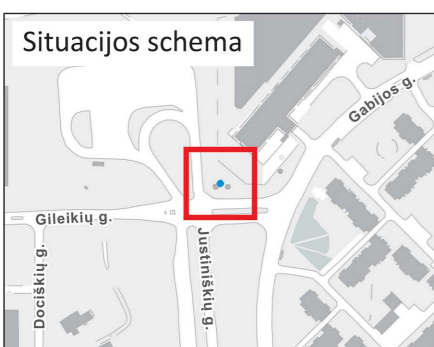 Situacijos schema
Gabijos g.
Gileikių g.
Justiniškių g.
Dociškių g.